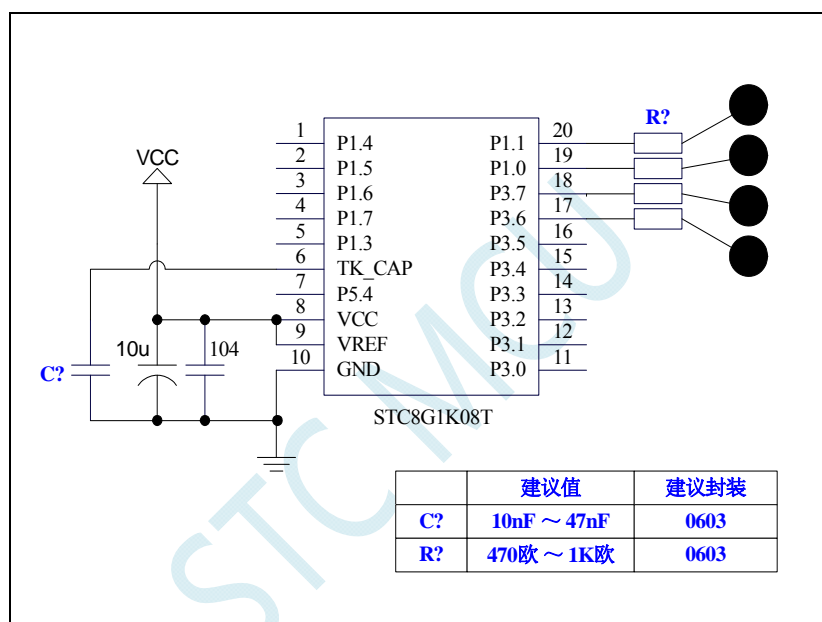 R?
VCC
1 P1.4 P1.1 20
2 P1.5 P1.0 19
3 P1.6 P3.7 18
4 P1.7 P3.6 17
5 P1.3 P3.5 16
6 TK_CAP P3.4 15
7 P5.4 P3.3 14
8 VCC P3.2 13
9 VREF P3.1 12
10 GND P3.0 11
C? 10u 104
STC8G1K08T
建议值 建议封装
C? 10nF ~ 47nF 0603
R? 470欧 ~ 1K欧 0603
STC MCU